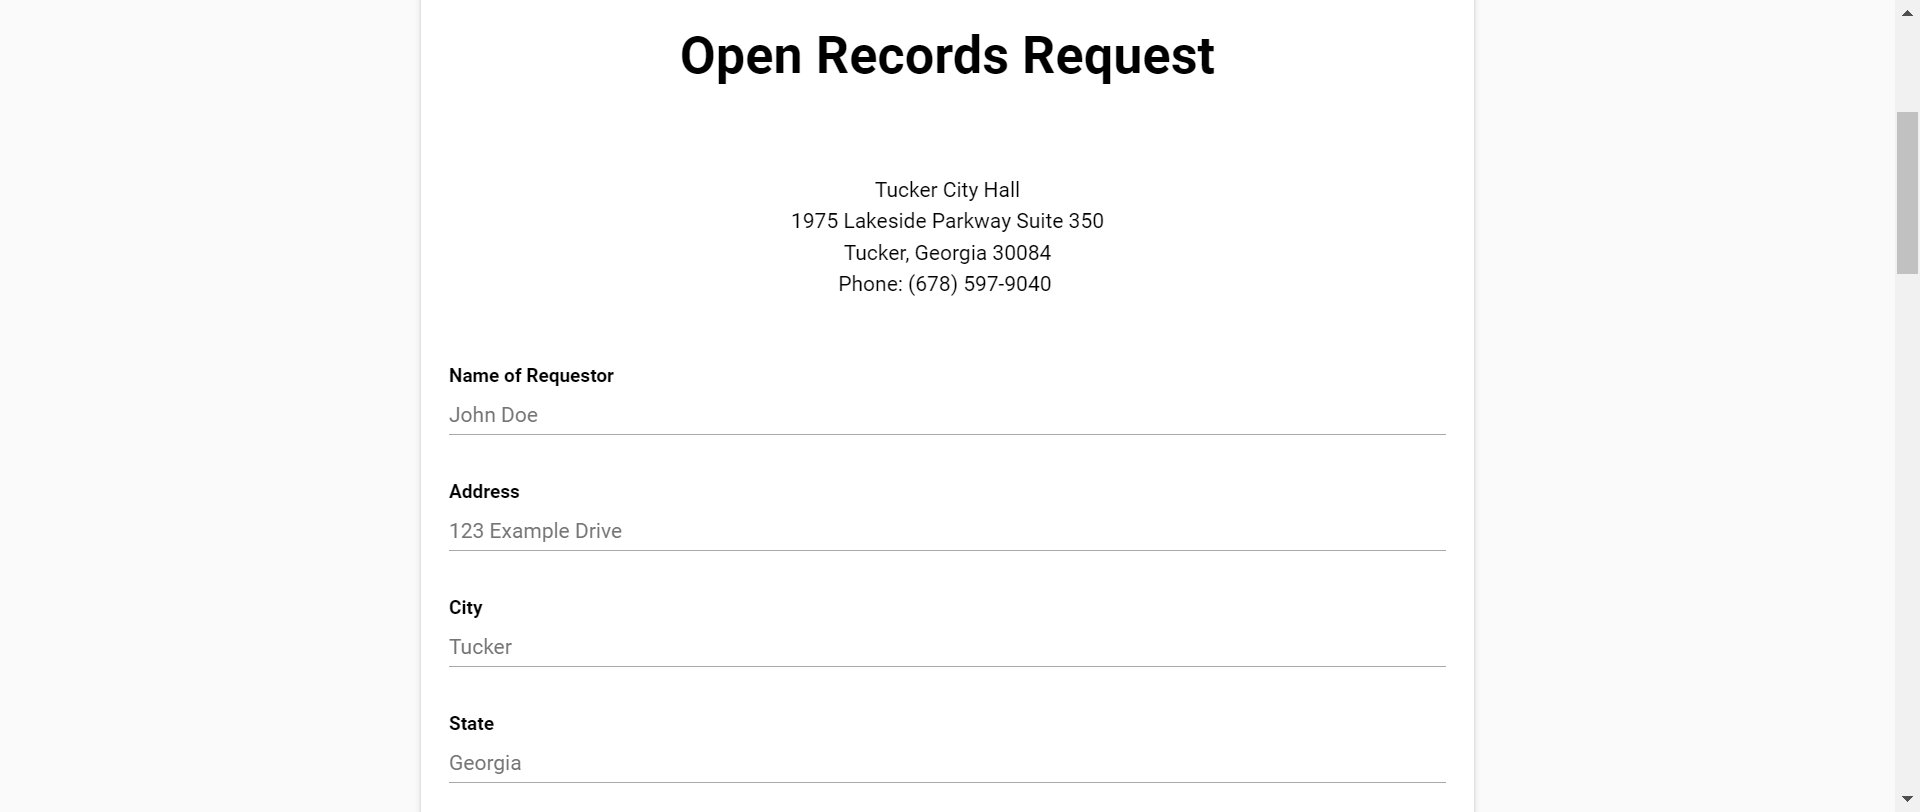 Open Records Request
Tucker City Hall
1975 Lakeside Parkway Suite 350
Tucker, Georgia 30084
Phone: (678) 597-9040
Name of Requestor
John Doe
Address
123 Example Drive
City
Tucker
State
Georgia